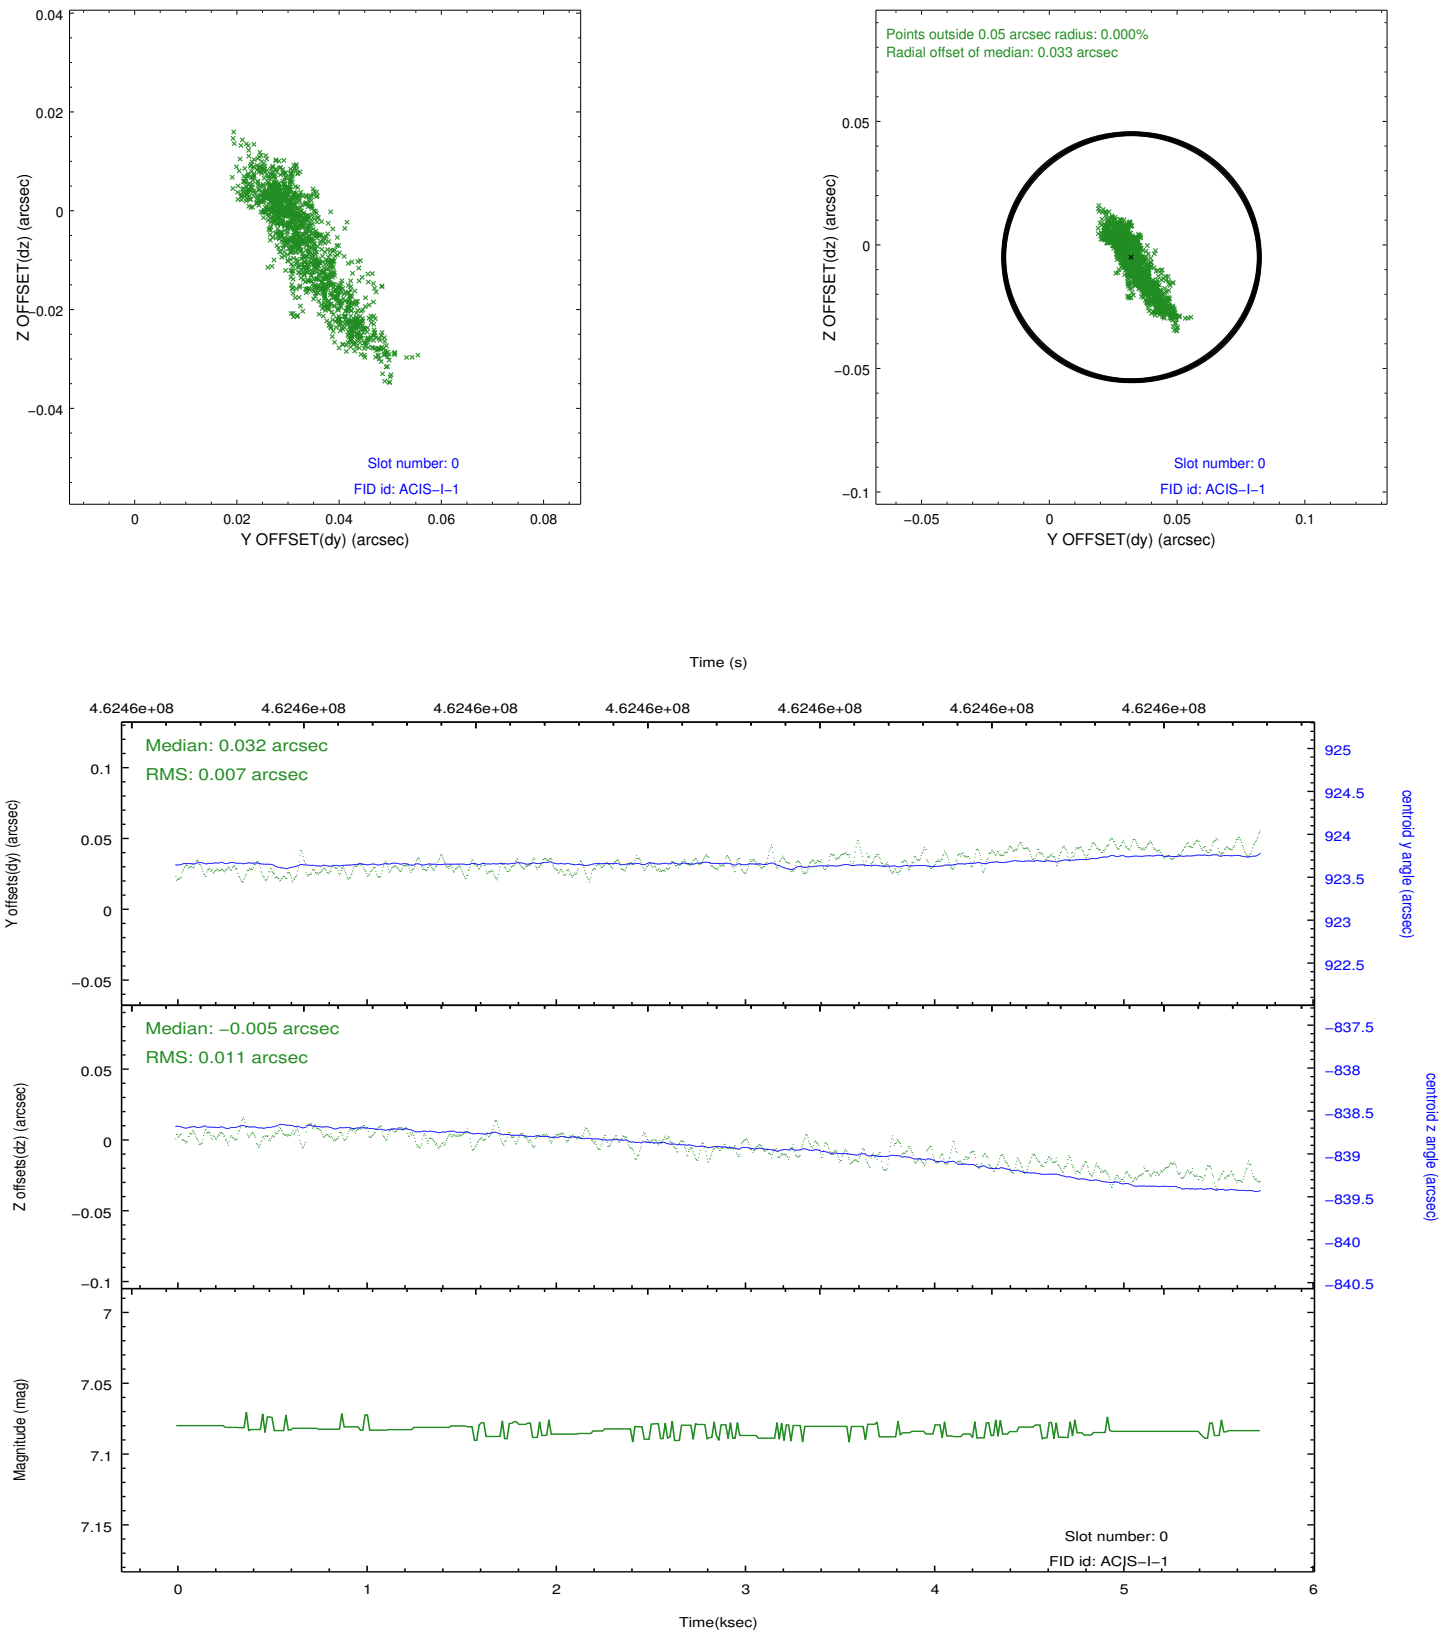 0.04
0.02
0
−0.02
−0.04
Z OFFSET(dz) (arcsec)
Slot number: 0
FID id: ACIS−I−1
0
0.02
0.04
0.06
0.08
Y OFFSET(dy) (arcsec)
Points outside 0.05 arcsec radius: 0.000%
Radial offset of median: 0.033 arcsec
0.05
0
−0.05
−0.1
Z OFFSET(dz) (arcsec)
Slot number: 0
FID id: ACIS−I−1
−0.05
0
0.05
0.1
Y OFFSET(dy) (arcsec)
Time (s)
4.6246e+08
4.6246e+08
4.6246e+08
4.6246e+08
4.6246e+08
4.6246e+08
4.6246e+08
Median: 0.032 arcsec
RMS: 0.007 arcsec
0.1
0.05
0
−0.05
Y offsets(dy) (arcsec)
925
924.5
924
923.5
923
922.5
centroid y angle (arcsec)
Median: −0.005 arcsec
RMS: 0.011 arcsec
0.05
0
−0.05
−0.1
Z offsets(dz) (arcsec)
−837.5
−838
−838.5
−839
−839.5
−840
−840.5
centroid z angle (arcsec)
7
7.05
7.1
7.15
Magnitude (mag)
Slot number: 0
FID id: ACIS−I−1
0
1
2
3
4
5
6
Time(ksec)